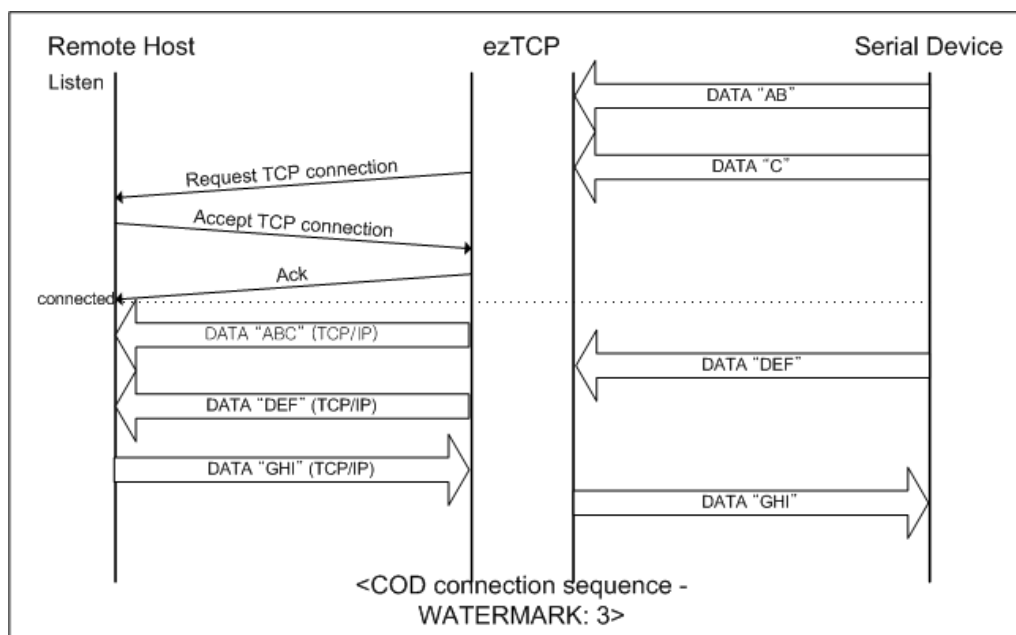 Remote Host
ezTCP
Serial Device
Listen
DATA “AB”
DATA “C”
Request TCP connection
Accept TCP connection
Ack
connected
DATA “ABC” (TCP/IP)
DATA “DEF”
DATA “DEF” (TCP/IP)
DATA “GHI” (TCP/IP)
DATA “GHI”
<COD connection sequence -
WATERMARK: 3>